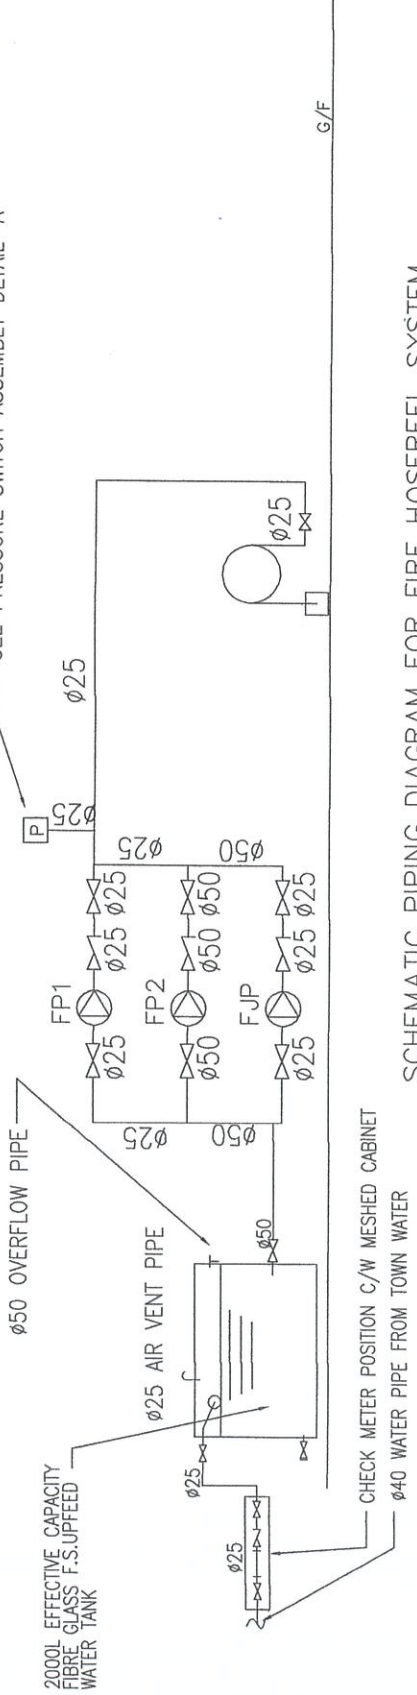 SEE PRESSURE SWITCH ASSEMBLY DETAIL 'A'
ø50 OVERFLOW PIPE
P
ø25
ø25
2000L EFFECTIVE CAPACITY
FIBRE GLASS F.S.UPFEED
WATER TANK
ø25 AIR VENT PIPE
FP1
ø25
ø25
ø25
ø25
ø25
FP2
ø50
ø50
ø50
ø50
ø50
FJP
ø25
ø25
ø25
ø50
ø25
ø25
ø25
G/F
CHECK METER POSITION C/W MESHED CABINET
ø40 WATER PIPE FROM TOWN WATER
SCHEMATIC PIPING DIAGRAM FOR FIRE HOSEREEL SYSTEM